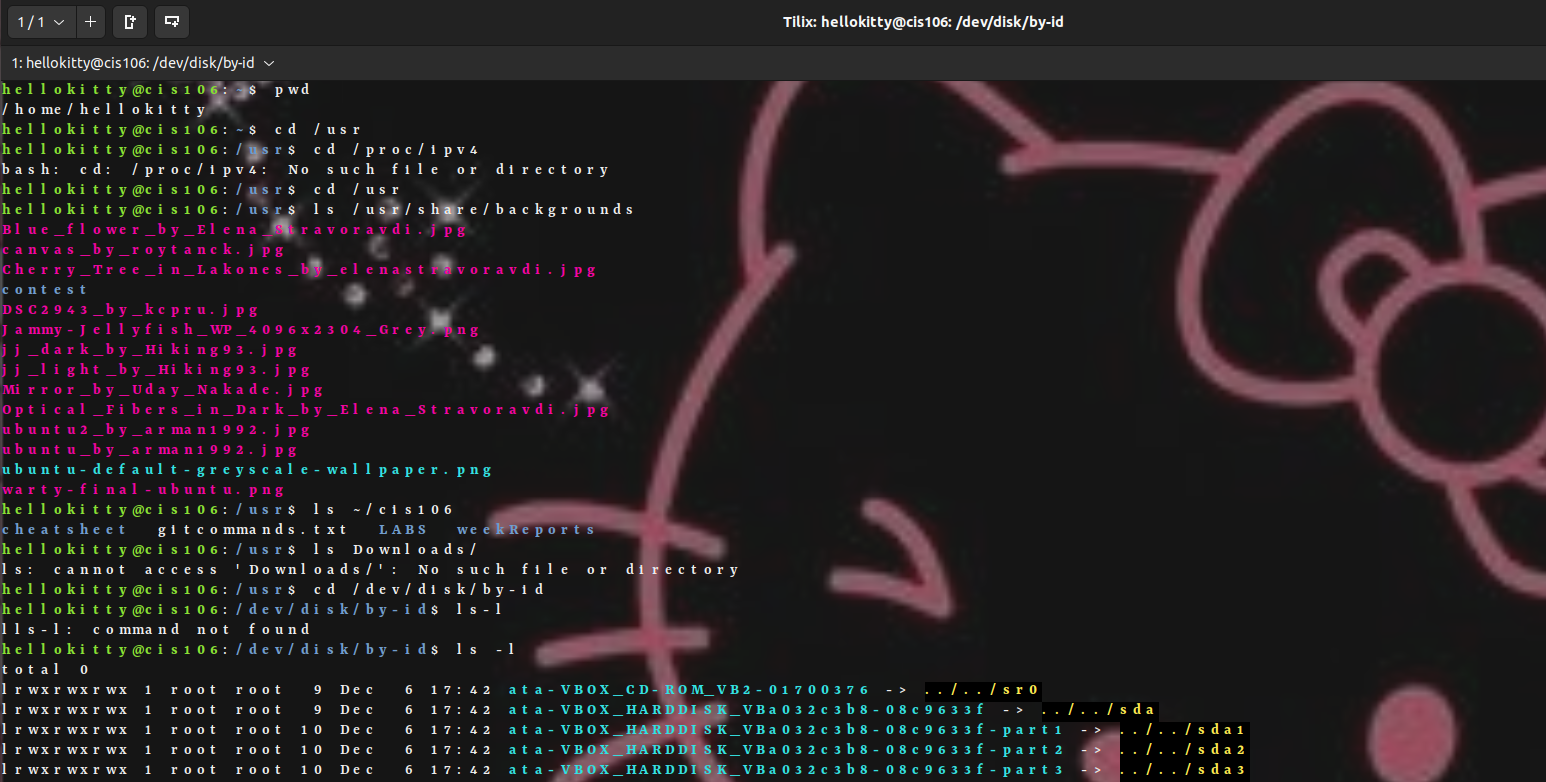 1 / 1
Tilix: hellokitty@cis106: /dev/disk/by-id
1: hellokitty@cis106: /dev/disk/by-id
hellokitty@cis106:~$ pwd
/home/hellokitty
hellokitty@cis106:~$ cd /usr
hellokitty@cis106:/usr$ cd /proc/ipv4
bash: cd: /proc/ipv4: No such file or directory
hellokitty@cis106:/usr$ cd /usr
hellokitty@cis106:/usr$ ls /usr/share/backgrounds
Blue_flower_by_Elena_Stravoravdi.jpg
canvas_by_roytanck.jpg
Cherry_Tree_in_Lakones_by_elenastravoravdi.jpg
contest
DSC2943_by_kcpru.jpg
Jammy-Jellyfish_WP_4096x2304_Grey.png
jj_dark_by_Hiking93.jpg
jj_light_by_Hiking93.jpg
Mirror_by_Uday_Nakade.jpg
Optical_Fibers_in_Dark_by_Elena_Stravoravdi.jpg
ubuntu2_by_arman1992.jpg
ubuntu_by_arman1992.jpg
ubuntu-default-greyscale-wallpaper.png
warty-final-ubuntu.png
hellokitty@cis106:/usr$ ls ~/cis106
cheatsheet gitcommands.txt LABS weekReports
hellokitty@cis106:/usr$ ls Downloads/
ls: cannot access 'Downloads/': No such file or directory
hellokitty@cis106:/usr$ cd /dev/disk/by-id
hellokitty@cis106:/dev/disk/by-id$ ls-l
lls-l: command not found
hellokitty@cis106:/dev/disk/by-id$ ls -l
total 0
lrwxrwxrwx 1 root root 9 Dec 6 17:42 ata-VBOX_CD-ROM_VB2-01700376 -> ../../sr0
lrwxrwxrwx 1 root root 9 Dec 6 17:42 ata-VBOX_HARDDISK_VBa032c3b8-08c9633f -> ../../sda
lrwxrwxrwx 1 root root 10 Dec 6 17:42 ata-VBOX_HARDDISK_VBa032c3b8-08c9633f-part1 -> ../../sda1
lrwxrwxrwx 1 root root 10 Dec 6 17:42 ata-VBOX_HARDDISK_VBa032c3b8-08c9633f-part2 -> ../../sda2
lrwxrwxrwx 1 root root 10 Dec 6 17:42 ata-VBOX_HARDDISK_VBa032c3b8-08c9633f-part3 -> ../../sda3